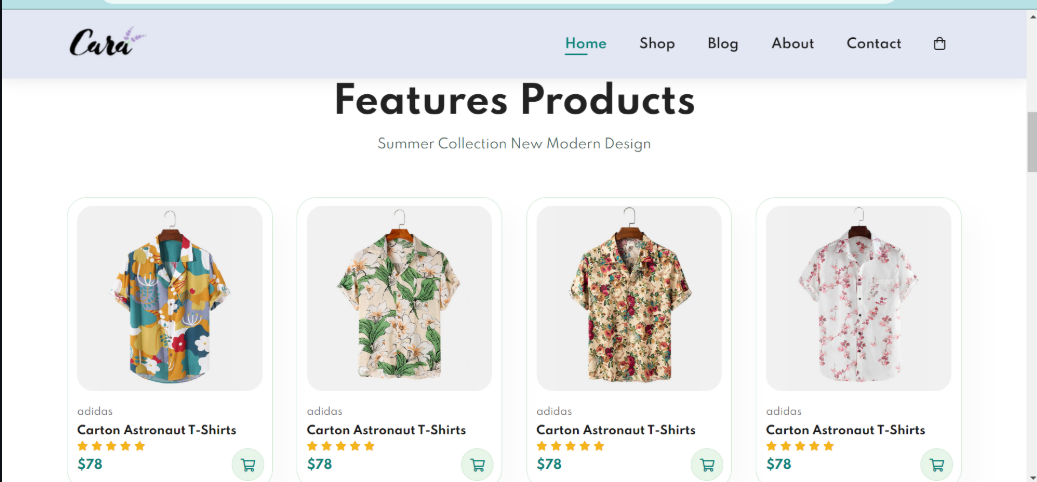 Cara
Home Shop Blog About Contact
Features Products
Summer Collection New Modern Design
adidas adidas adidas adidas
Carton Astronaut T-Shirts Carton Astronaut T-Shirts Carton Astronaut T-Shirts Carton Astronaut T-Shirts
$78 $78 $78 $78